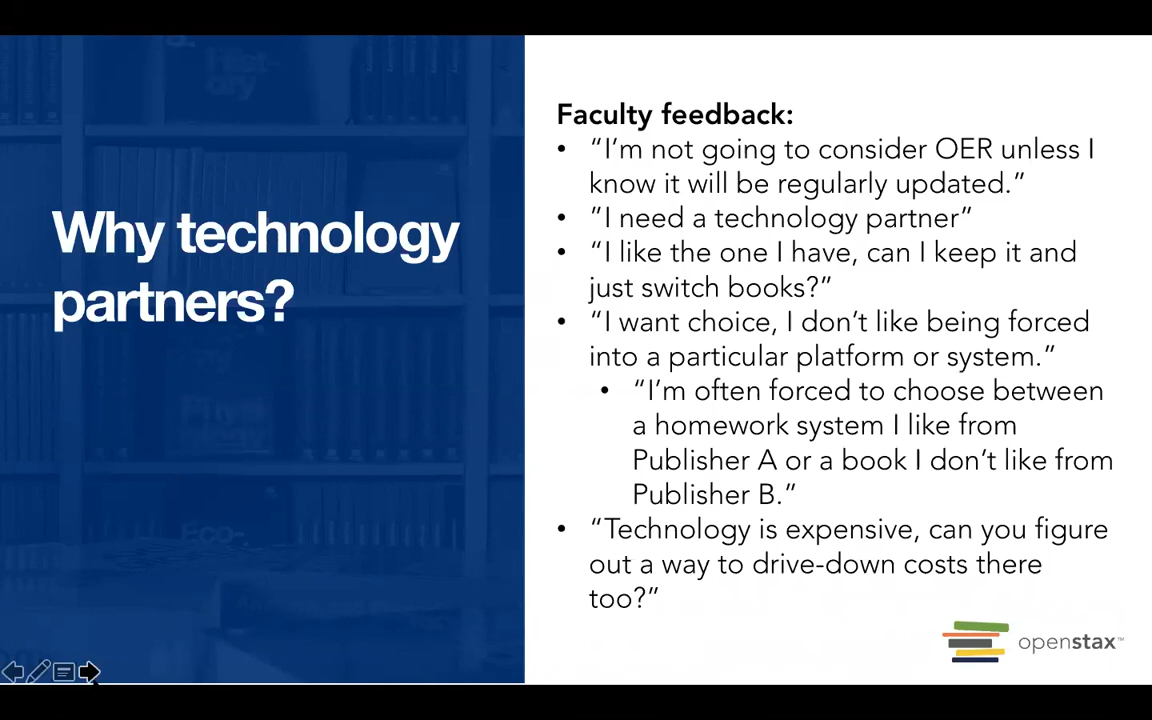 Why technology
partners?
Faculty feedback:
• “I’m not going to consider OER unless I
know it will be regularly updated.”
• ”I need a technology partner”
• “I like the one I have, can I keep it and
just switch books?”
• “I want choice, I don’t like being forced
into a particular platform or system.”
• “I’m often forced to choose between
a homework system I like from
Publisher A or a book I don’t like from
Publisher B.”
• “Technology is expensive, can you figure
out a way to drive-down costs there
too?”
openstax™